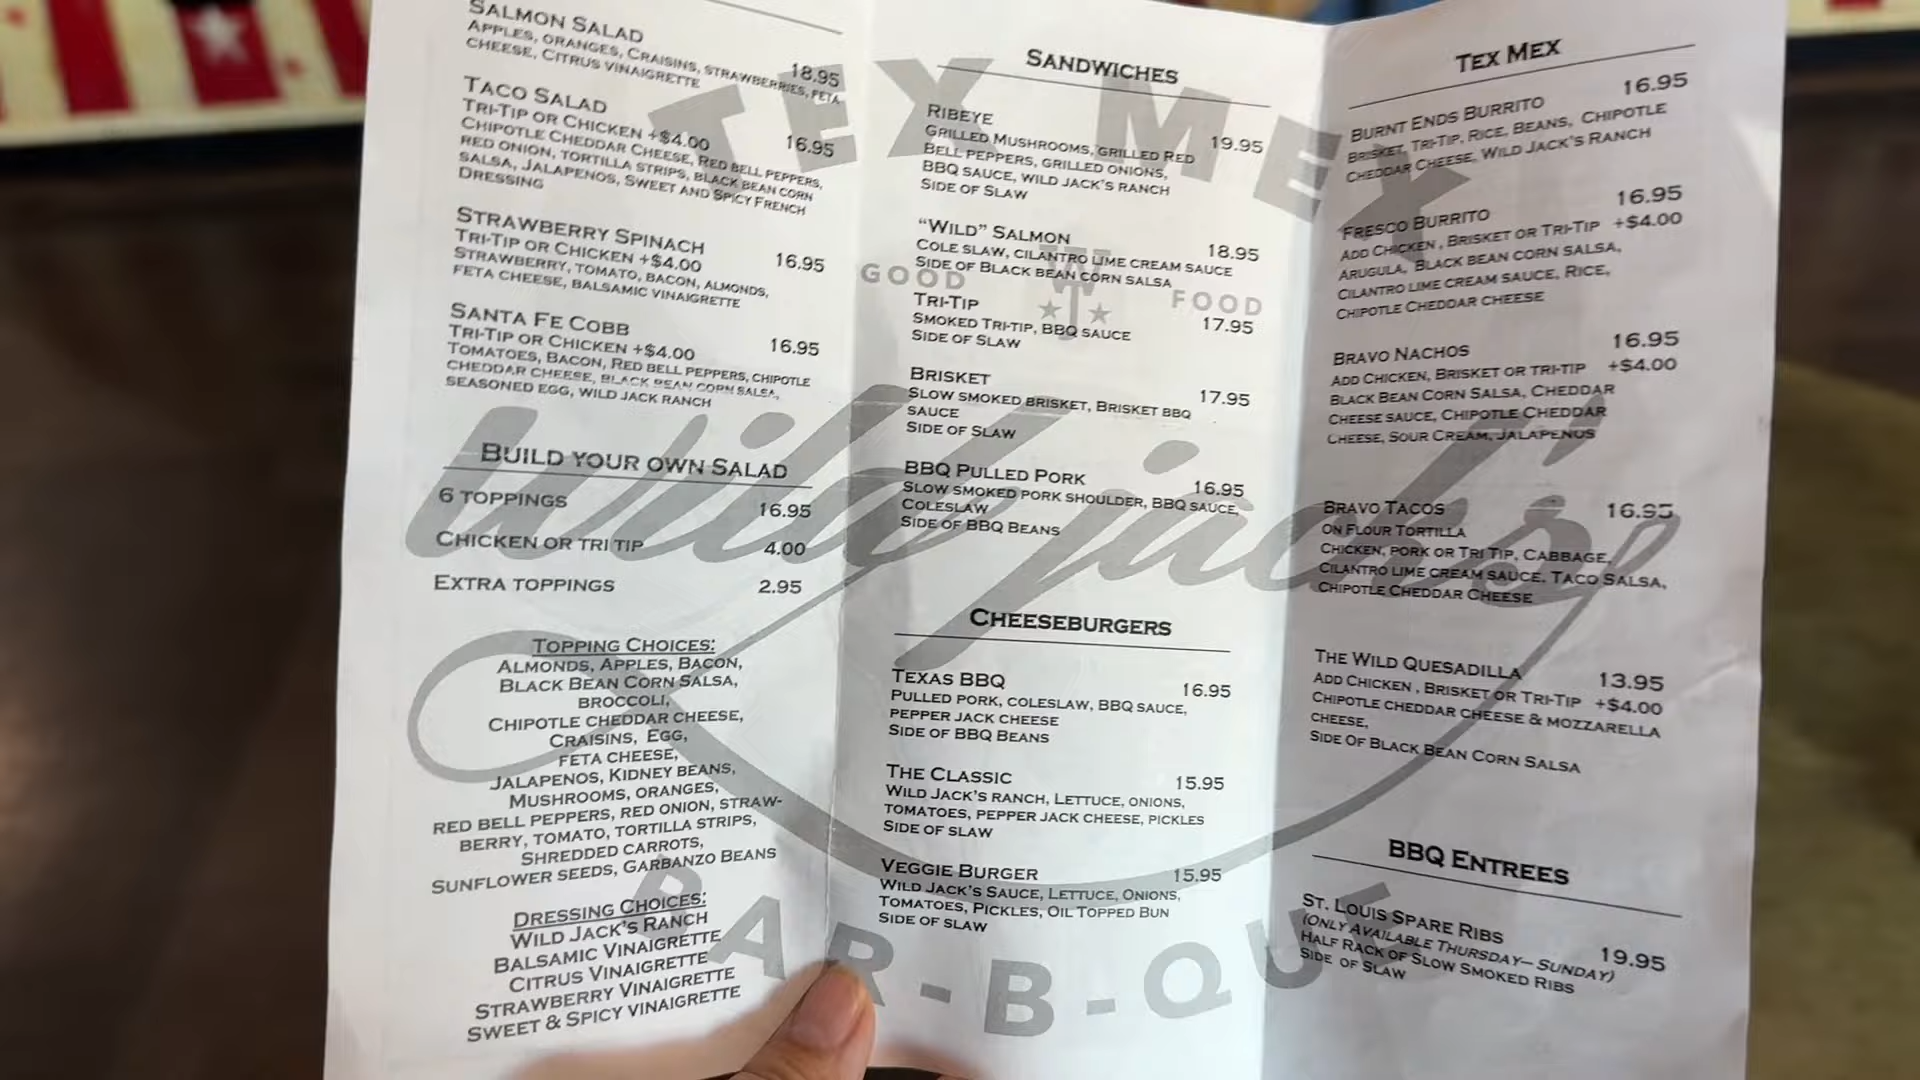 SALMON SALAD 18.95
APPLES, ORANGES, CRAISINS, STRAWBERRIES, FETA
CHEESE, CITRUS VINAIGRETTE
TACO SALAD
TRI-TIP OR CHICKEN +$4.00 16.95
CHIPOTLE CHEDDAR CHEESE, RED BELL PEPPERS,
RED ONION, TORTILLA STRIPS, BLACK BEAN CORN
SALSA, JALAPENOS, SWEET AND SPICY FRENCH
DRESSING
STRAWBERRY SPINACH
TRI-TIP OR CHICKEN +$4.00 16.95
STRAWBERRY, TOMATO, BACON, ALMONDS,
FETA CHEESE, BALSAMIC VINAIGRETTE
SANTA FE COBB
TRI-TIP OR CHICKEN +$4.00 16.95
TOMATOES, BACON, RED BELL PEPPERS, CHIPOTLE
CHEDDAR CHEESE, BLACK BEAN CORN SALSA,
SEASONED EGG, WILD JACK RANCH
BUILD YOUR OWN SALAD
6 TOPPINGS 16.95
CHICKEN OR TRI TIP 4.00
EXTRA TOPPINGS 2.95
TOPPING CHOICES:
ALMONDS, APPLES, BACON,
BLACK BEAN CORN SALSA,
BROCCOLI,
CHIPOTLE CHEDDAR CHEESE,
CRAISINS, EGG,
FETA CHEESE,
JALAPENOS, KIDNEY BEANS,
MUSHROOMS, ORANGES,
RED BELL PEPPERS, RED ONION, STRAW-
BERRY, TOMATO, TORTILLA STRIPS,
SHREDDED CARROTS,
SUNFLOWER SEEDS, GARBANZO BEANS
DRESSING CHOICES:
WILD JACK'S RANCH
BALSAMIC VINAIGRETTE
CITRUS VINAIGRETTE
STRAWBERRY VINAIGRETTE
SWEET & SPICY VINAIGRETTE
SANDWICHES
RIBEYE 19.95
GRILLED MUSHROOMS, GRILLED RED
BELL PEPPERS, GRILLED ONIONS,
BBQ SAUCE, WILD JACK'S RANCH
SIDE OF SLAW
"WILD" SALMON 18.95
COLE SLAW, CILANTRO LIME CREAM SAUCE
SIDE OF BLACK BEAN CORN SALSA
TRI-TIP 17.95
SMOKED TRI-TIP, BBQ SAUCE
SIDE OF SLAW
BRISKET 17.95
SLOW SMOKED BRISKET, BRISKET BBQ
SAUCE
SIDE OF SLAW
BBQ PULLED PORK 16.95
SLOW SMOKED PORK SHOULDER, BBQ SAUCE,
COLESLAW
SIDE OF BBQ BEANS
CHEESEBURGERS
TEXAS BBQ 16.95
PULLED PORK, COLESLAW, BBQ SAUCE,
PEPPER JACK CHEESE
SIDE OF BBQ BEANS
THE CLASSIC 15.95
WILD JACK'S RANCH, LETTUCE, ONIONS,
TOMATOES, PEPPER JACK CHEESE, PICKLES
SIDE OF SLAW
VEGGIE BURGER 15.95
WILD JACK'S SAUCE, LETTUCE, ONIONS,
TOMATOES, PICKLES, OIL TOPPED BUN
SIDE OF SLAW
TEX MEX
BURNT ENDS BURRITO 16.95
BRISKET, TRI-TIP, RICE, BEANS, CHIPOTLE
CHEDDAR CHEESE, WILD JACK'S RANCH
FRESCO BURRITO 16.95
ADD CHICKEN , BRISKET OR TRI-TIP +$4.00
ARUGULA, BLACK BEAN CORN SALSA,
CILANTRO LIME CREAM SAUCE, RICE,
CHIPOTLE CHEDDAR CHEESE
BRAVO NACHOS 16.95
ADD CHICKEN, BRISKET OR TRI-TIP +$4.00
BLACK BEAN CORN SALSA, CHEDDAR
CHEESE SAUCE, CHIPOTLE CHEDDAR
CHEESE, SOUR CREAM, JALAPENOS
BRAVO TACOS 16.95
ON FLOUR TORTILLA
CHICKEN, PORK OR TRI TIP, CABBAGE,
CILANTRO LIME CREAM SAUCE, TACO SALSA,
CHIPOTLE CHEDDAR CHEESE
THE WILD QUESADILLA 13.95
ADD CHICKEN , BRISKET OR TRI-TIP +$4.00
CHIPOTLE CHEDDAR CHEESE & MOZZARELLA
CHEESE,
SIDE OF BLACK BEAN CORN SALSA
BBQ ENTREES
ST. LOUIS SPARE RIBS 19.95
(ONLY AVAILABLE THURSDAY— SUNDAY)
HALF RACK OF SLOW SMOKED RIBS
SIDE OF SLAW
TEX MEX
GOOD WJ FOOD
wild jack's
BAR-B-QUE